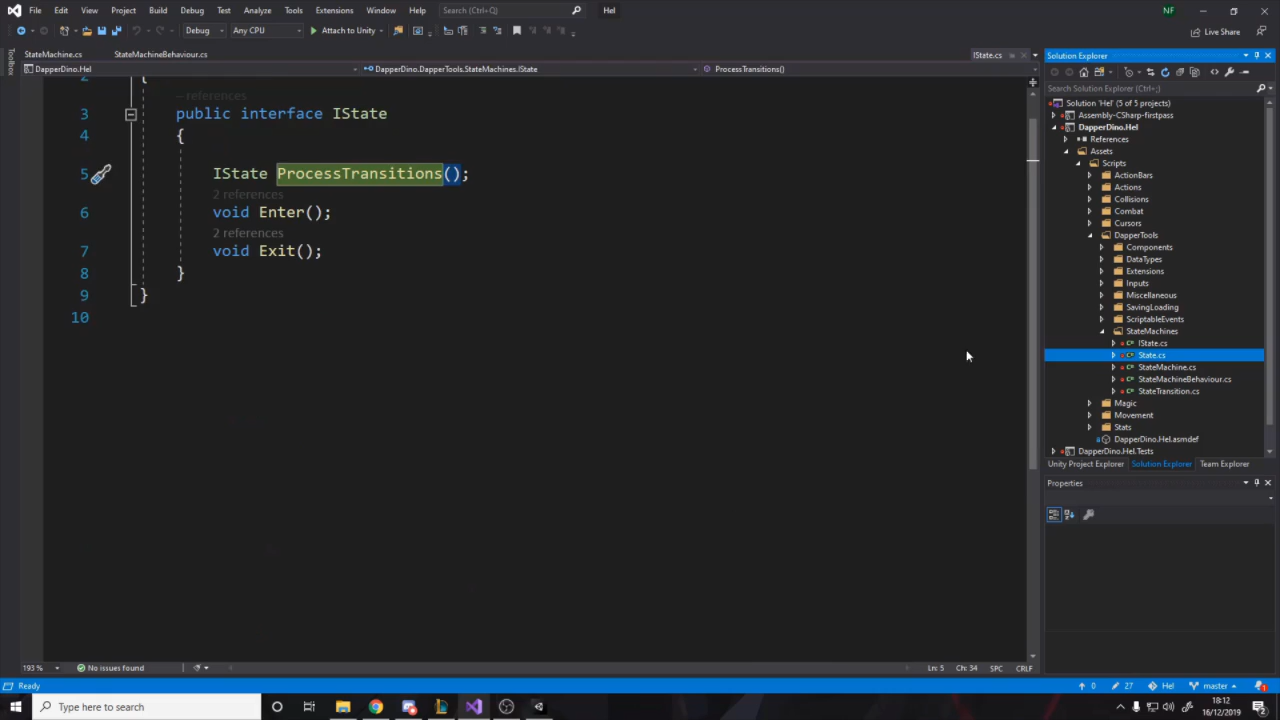 File Edit View Project Build Debug Test Analyze Tools Extensions Window Help Search (Ctrl+Q) Hel NF
Debug Any CPU Attach to Unity Live Share
Toolbox
StateMachine.cs StateMachineBehaviour.cs IState.cs
DapperDino.Hel DapperDino.DapperTools.StateMachines.IState ProcessTransitions()
2 {
– references
3 public interface IState
4 {
5 IState ProcessTransitions();
2 references
6 void Enter();
2 references
7 void Exit();
8 }
9 }
10
193 % No issues found Ln: 5 Ch: 34 SPC CRLF
Solution Explorer
Search Solution Explorer (Ctrl+;)
Solution 'Hel' (5 of 5 projects)
Assembly-CSharp-firstpass
DapperDino.Hel
References
Assets
Scripts
ActionBars
Actions
Collisions
Combat
Cursors
DapperTools
Components
DataTypes
Extensions
Inputs
Miscellaneous
SavingLoading
ScriptableEvents
StateMachines
IState.cs
State.cs
StateMachine.cs
StateMachineBehaviour.cs
StateTransition.cs
Magic
Movement
Stats
DapperDino.Hel.asmdef
DapperDino.Hel.Tests
Unity Project Explorer Solution Explorer Team Explorer
Properties
Ready 0 27 Hel master 1
Type here to search 18:12
16/12/2019